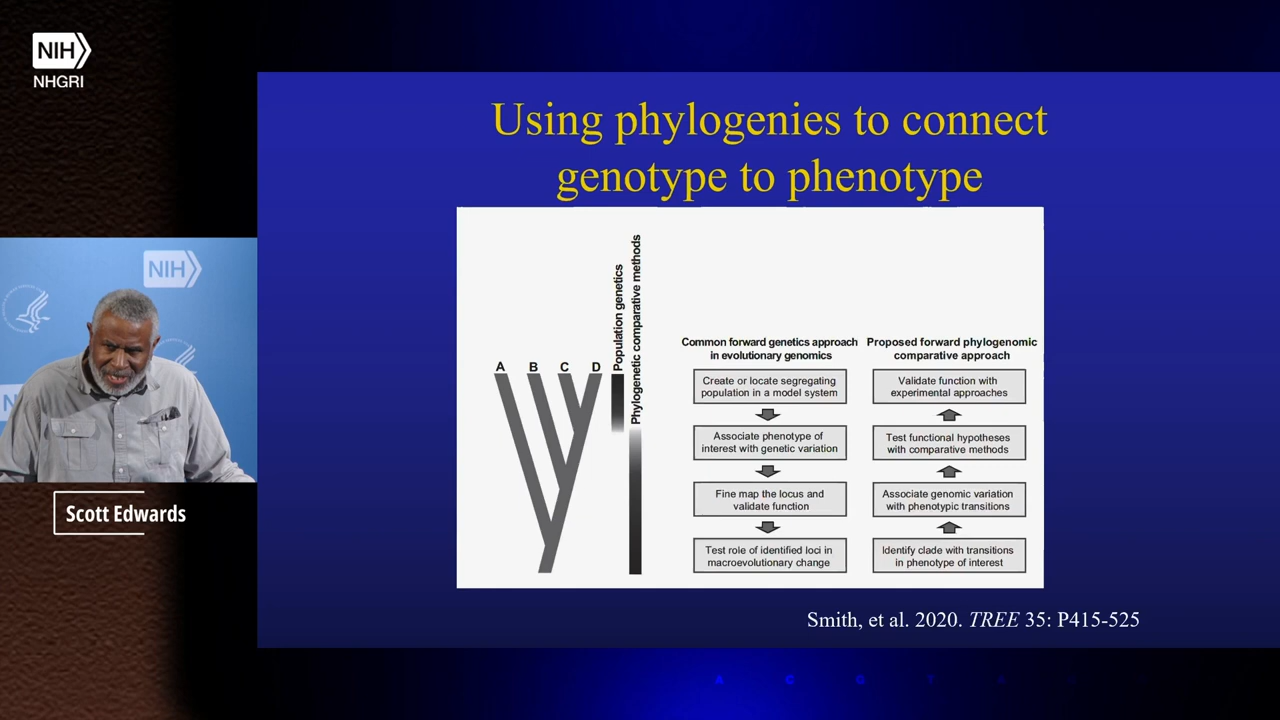 NIH
NHGRI
Using phylogenies to connect
genotype to phenotype
Population genetics
Phylogenetic comparative methods
A B C D
Common forward genetics approach
in evolutionary genomics
Create or locate segregating
population in a model system
Associate phenotype of
interest with genetic variation
Fine map the locus and
validate function
Test role of identified loci in
macroevolutionary change
Proposed forward phylogenomic
comparative approach
Validate function with
experimental approaches
Test functional hypotheses
with comparative methods
Associate genomic variation
with phenotypic transitions
Identify clade with transitions
in phenotype of interest
Smith, et al. 2020. TREE 35: P415-525
NIH
N
Scott Edwards
A C G T